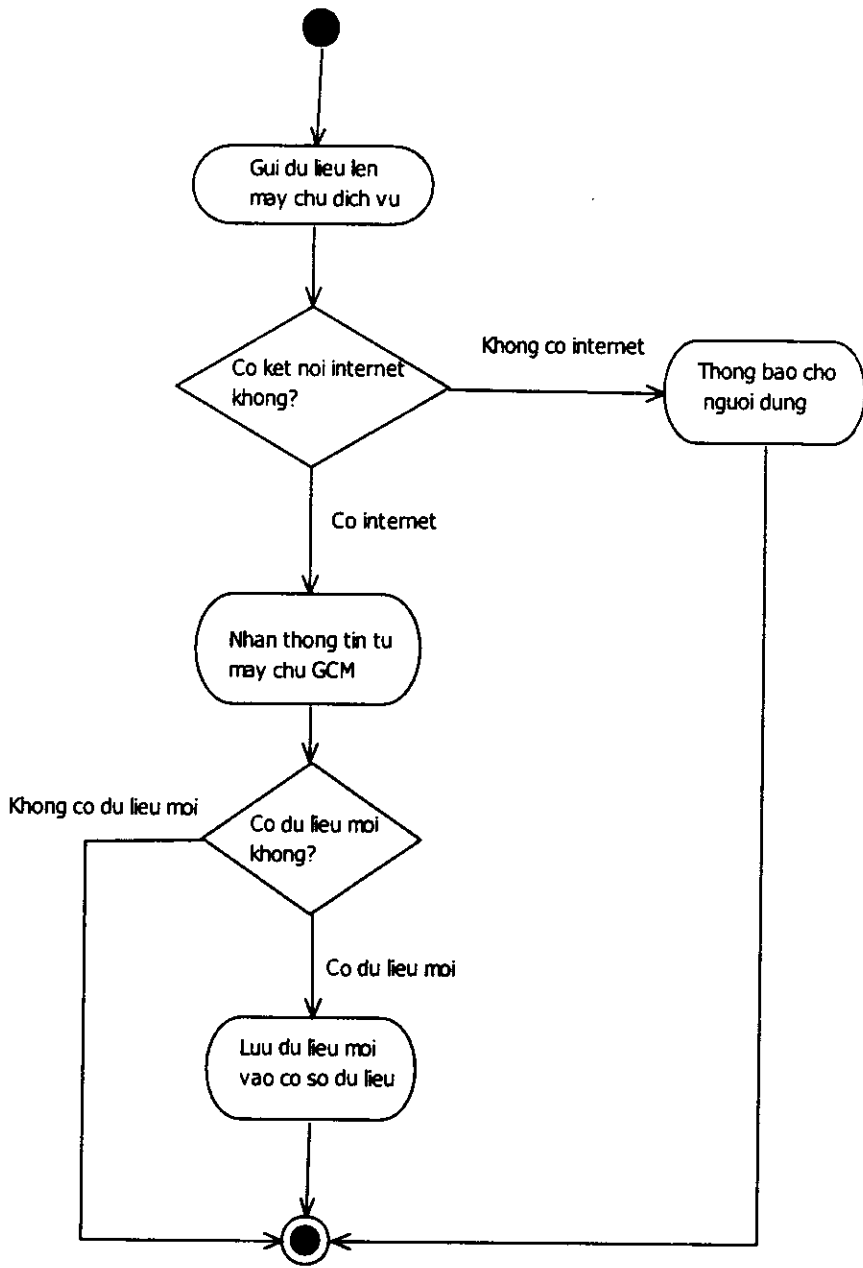 Gui du lieu len
may chu dich vu
Co ket noi internet
khong?
Khong co internet
Thong bao cho
nguoi dung
Co internet
Nhan thong tin tu
may chu GCM
Khong co du lieu moi
Co du lieu moi
khong?
Co du lieu moi
Luu du lieu moi
vao co so du lieu